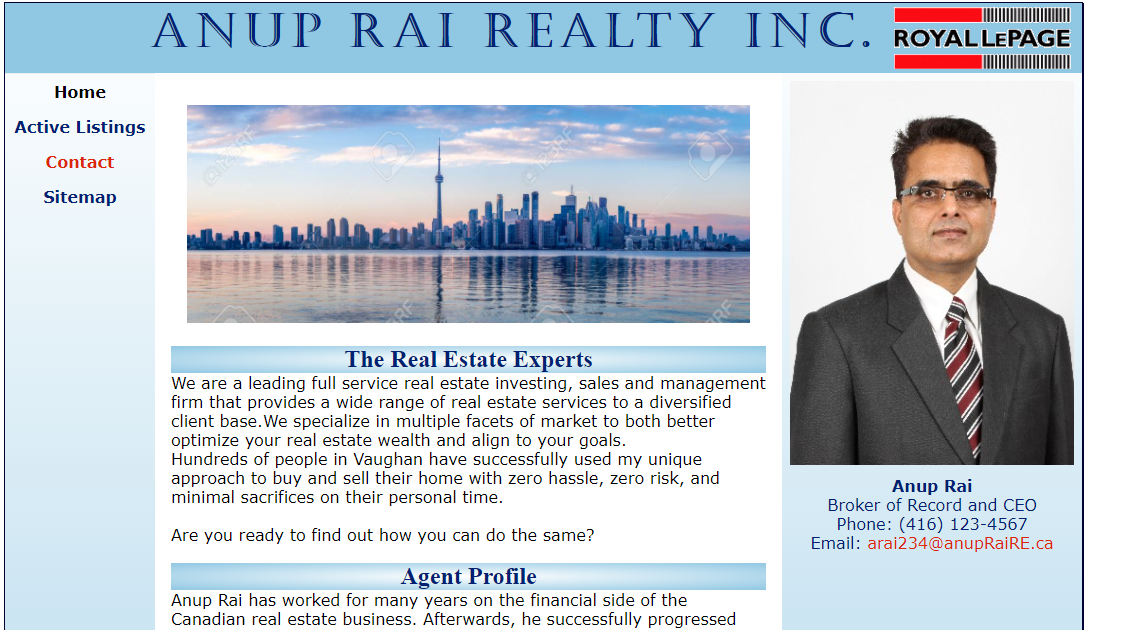 ANUP RAI REALTY INC.
ROYAL LEPAGE
Home
Active Listings
Contact
Sitemap
The Real Estate Experts
We are a leading full service real estate investing, sales and management
firm that provides a wide range of real estate services to a diversified
client base.We specialize in multiple facets of market to both better
optimize your real estate wealth and align to your goals.
Hundreds of people in Vaughan have successfully used my unique
approach to buy and sell their home with zero hassle, zero risk, and
minimal sacrifices on their personal time.
Are you ready to find out how you can do the same?
Agent Profile
Anup Rai has worked for many years on the financial side of the
Canadian real estate business. Afterwards, he successfully progressed
Anup Rai
Broker of Record and CEO
Phone: (416) 123-4567
Email: arai234@anupRaiRE.ca